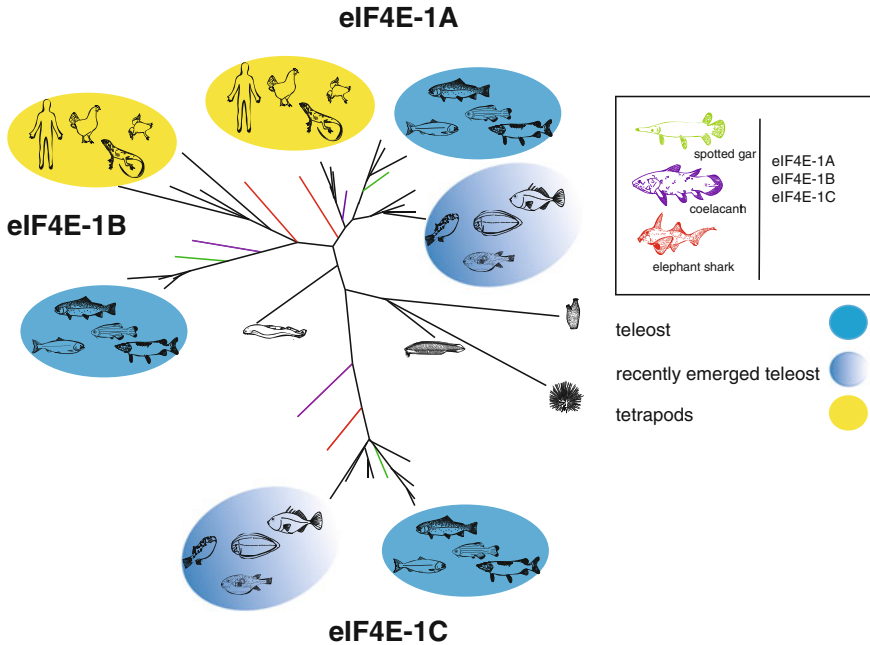 eIF4E-1A
eIF4E-1B
spotted gar
coelacanth
elephant shark
eIF4E-1A
eIF4E-1B
eIF4E-1C
teleost
recently emerged teleost
tetrapods
eIF4E-1C